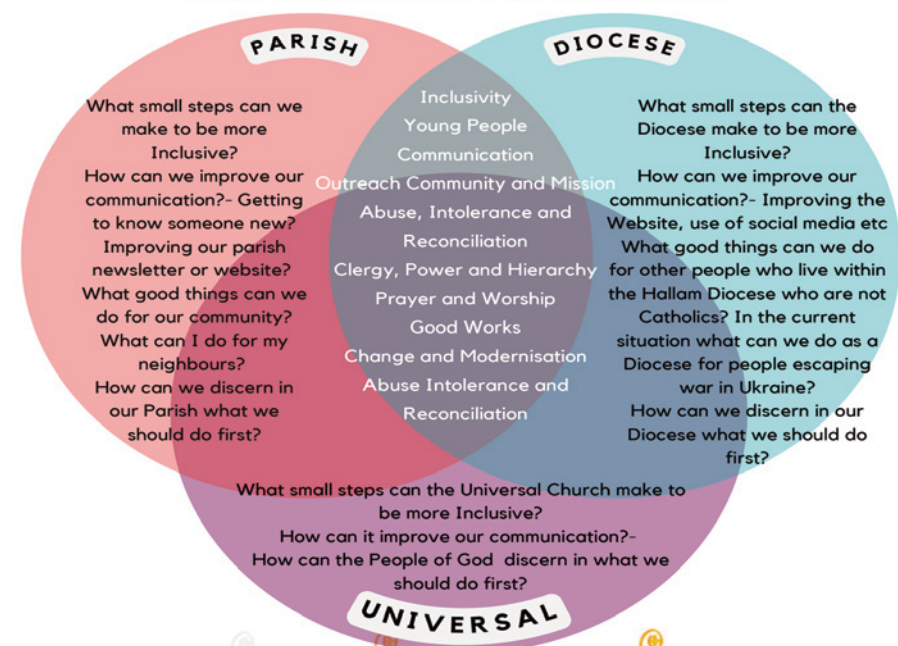 PARISH
DIOCESE
What small steps can we
make to be more
Inclusive?
How can we improve our
communication?- Getting
to know someone new?
Improving our parish
newsletter or website?
What good things can we
do for our community?
What can I do for my
neighbours?
How can we discern in
our Parish what we
should do first?
Inclusivity
Young People
Communication
Outreach Community and Mission
Abuse, Intolerance and
Reconciliation
Clergy, Power and Hierarchy
Prayer and Worship
Good Works
Change and Modernisation
Abuse Intolerance and
Reconciliation
What small steps can the
Diocese make to be more
Inclusive?
How can we improve our
communication?- Improving the
Website, use of social media etc
What good things can we do
for other people who live within
the Hallam Diocese who are not
Catholics? In the current
situation what can we do as a
Diocese for people escaping
war in Ukraine?
How can we discern in our
Diocese what we should do
first?
What small steps can the Universal Church make to
be more Inclusive?
How can it improve our communication?-
How can the People of God discern in what we
should do first?
UNIVERSAL